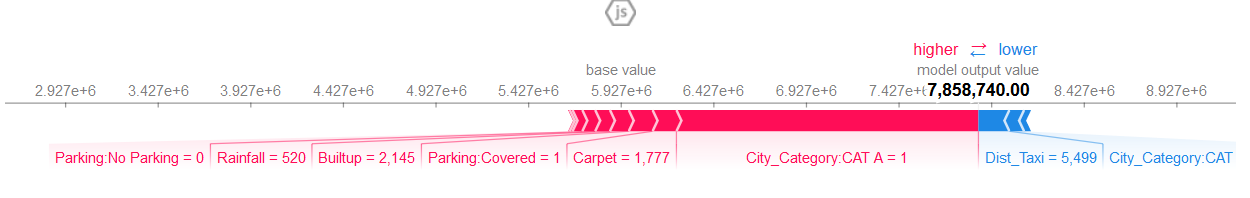 js
higher ⇄ lower
base value model output value
2.927e+6 3.427e+6 3.927e+6 4.427e+6 4.927e+6 5.427e+6 5.927e+6 6.427e+6 6.927e+6 7.427e+6 7,858,740.00 8.427e+6 8.927e+6
Parking:No Parking = 0 Rainfall = 520 Builtup = 2,145 Parking:Covered = 1 Carpet = 1,777 City_Category:CAT A = 1 Dist_Taxi = 5,499 City_Category:CAT